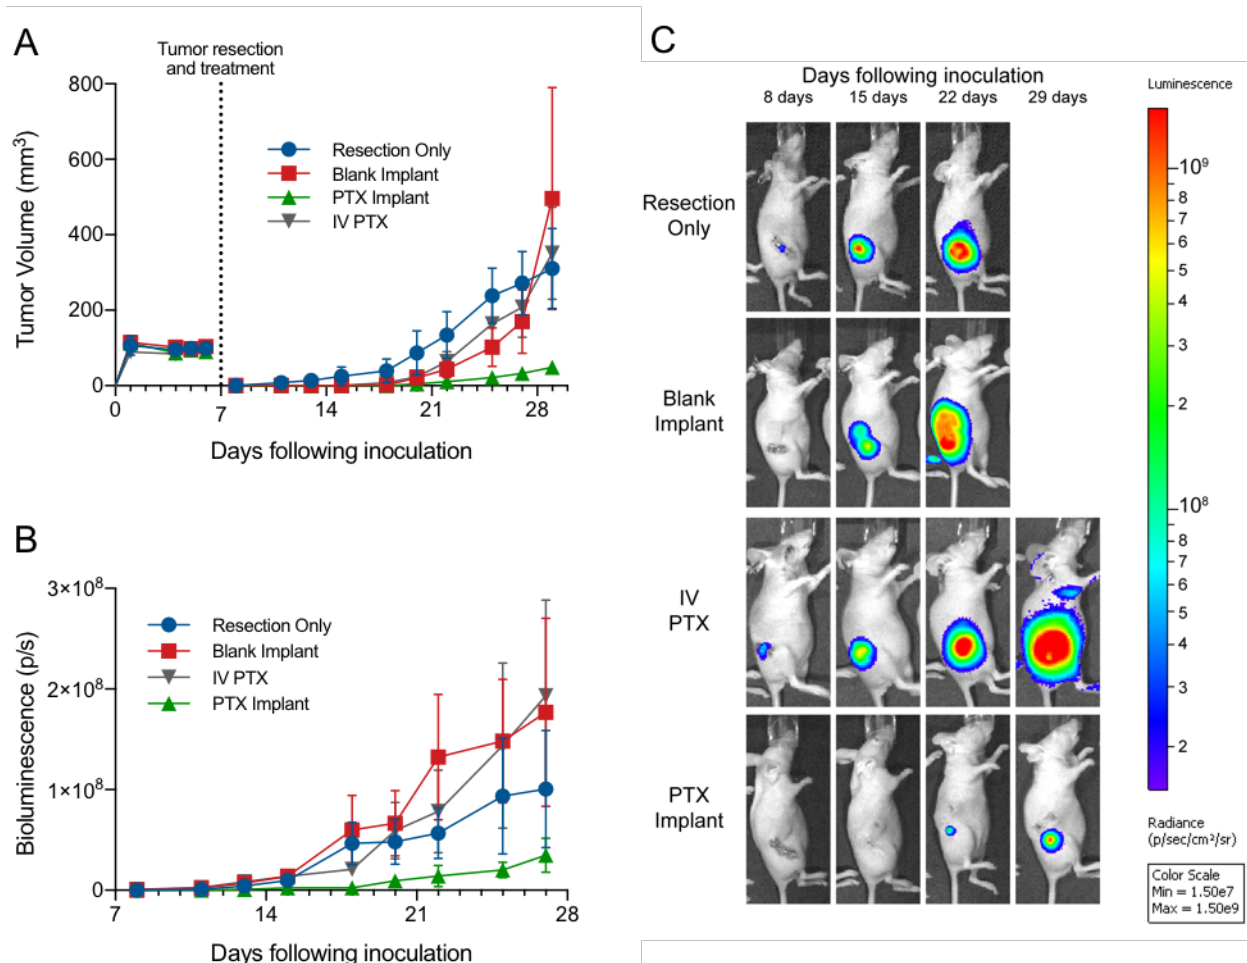 A
Tumor resection
and treatment
Tumor Volume (mm³)
800
600
400
200
0
0
7
14
21
28
Resection Only
Blank Implant
PTX Implant
IV PTX
Days following inoculation
B
Bioluminescence (p/s)
3×10⁸
2×10⁸
1×10⁸
0
7
14
21
28
Resection Only
Blank Implant
IV PTX
PTX Implant
Days following inoculation
C
Days following inoculation
8 days
15 days
22 days
29 days
Resection
Only
Blank
Implant
IV
PTX
PTX
Implant
Luminescence
10⁹
8
7
6
5
4
3
2
10⁸
8
7
6
5
4
3
2
Radiance
(p/sec/cm²/sr)
Color Scale
Min = 1.50e7
Max = 1.50e9